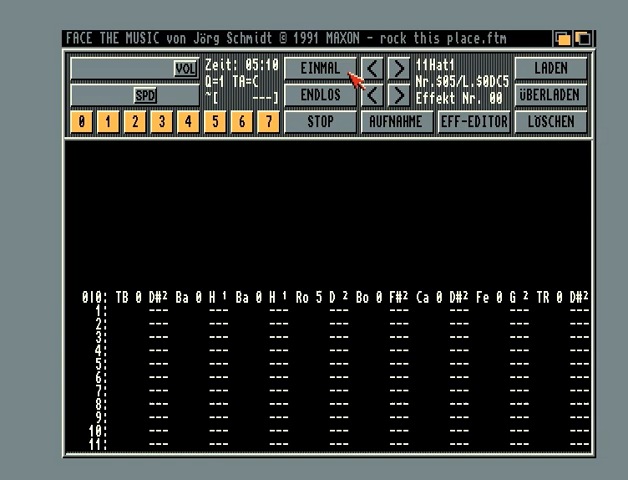 FACE THE MUSIC von Jörg Schmidt © 1991 MAXON - rock this place.ftm
VOL Zeit: 05:10 EINMAL < > 11Hat1 LADEN
Q=1 TA=C Nr.$05/L.$0DC5
SPD ~[ ---] ENDLOS < > Effekt Nr. 00 üBERLADEN
0 1 2 3 4 5 6 7 STOP AUFNAHME EFF-EDITOR LöSCHEN
0|0: TB 0 D#2 Ba 0 H 1 Ba 0 H 1 Ro 5 D 2 Bo 0 F#2 Ca 0 D#2 Fe 0 G 2 TR 0 D#2
1: --- --- --- --- --- --- --- ---
2: --- --- --- --- --- --- --- ---
3: --- --- --- --- --- --- --- ---
4: --- --- --- --- --- --- --- ---
5: --- --- --- --- --- --- --- ---
6: --- --- --- --- --- --- --- ---
7: --- --- --- --- --- --- --- ---
8: --- --- --- --- --- --- --- ---
9: --- --- --- --- --- --- --- ---
10: --- --- --- --- --- --- --- ---
11: --- --- --- --- --- --- --- ---